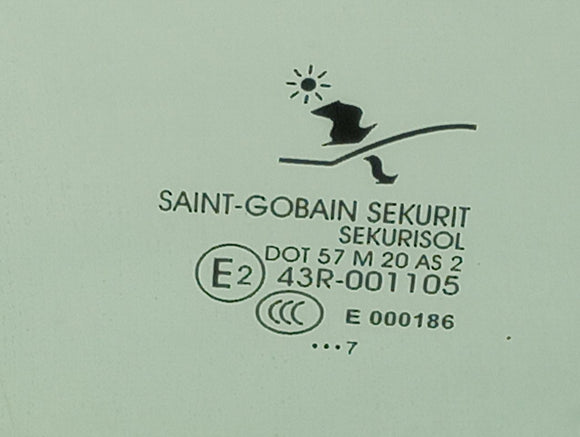 SAINT-GOBAIN SEKURIT
SEKURISOL
DOT 57 M 20 AS 2
E2 43R-001105
CCC E 000186
...7